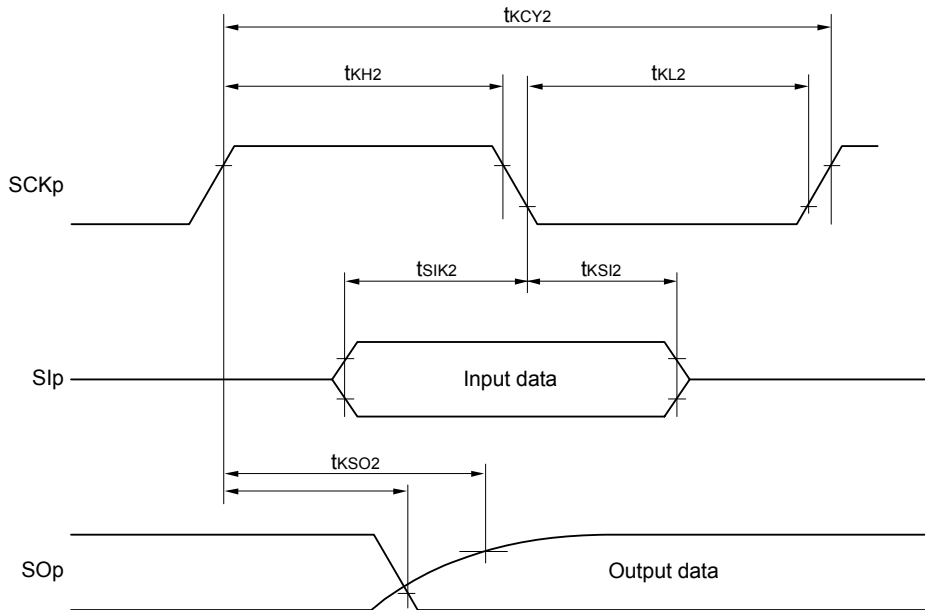 tKCY2
tKH2
tKL2
SCKp
tSIK2
tKSI2
SIp
Input data
tKSO2
SOp
Output data